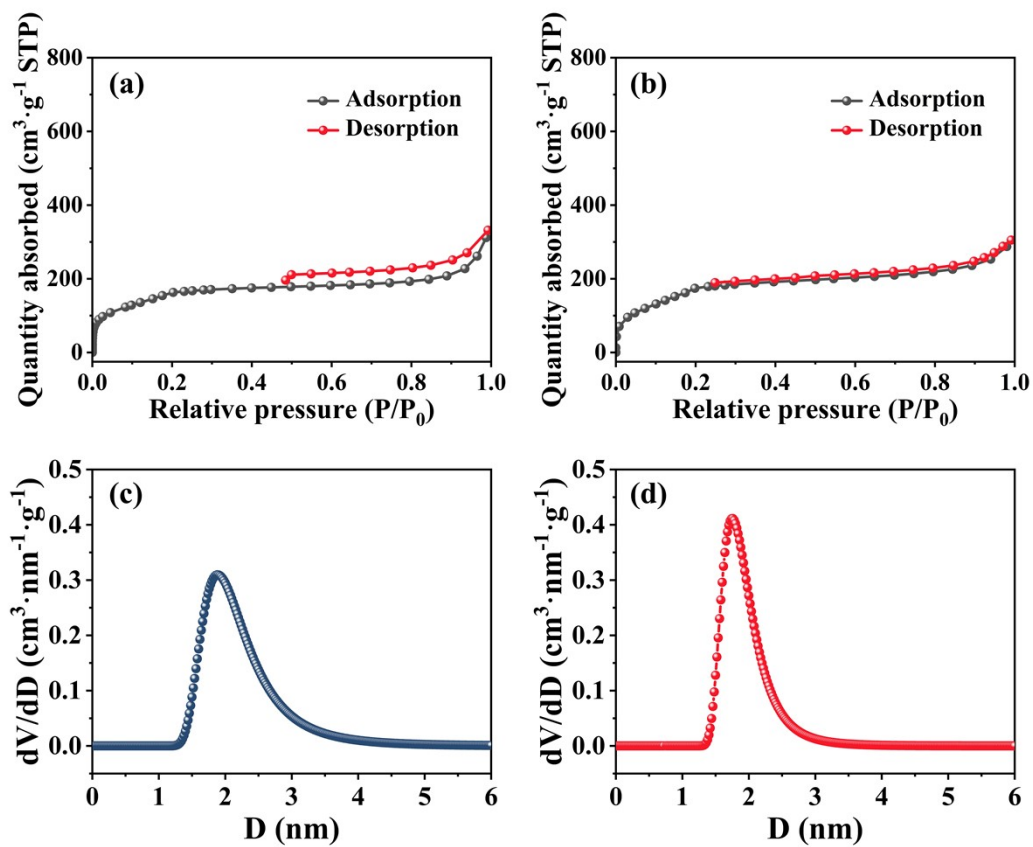 (a)
Quantity absorbed (cm³·g⁻¹ STP)
800
600
400
200
0
Adsorption
Desorption
0.0 0.2 0.4 0.6 0.8 1.0
Relative pressure (P/P₀)
(b)
Quantity absorbed (cm³·g⁻¹ STP)
800
600
400
200
0
Adsorption
Desorption
0.0 0.2 0.4 0.6 0.8 1.0
Relative pressure (P/P₀)
(c)
dV/dD (cm³·nm⁻¹·g⁻¹)
0.5
0.4
0.3
0.2
0.1
0.0
0 1 2 3 4 5 6
D (nm)
(d)
dV/dD (cm³·nm⁻¹·g⁻¹)
0.5
0.4
0.3
0.2
0.1
0.0
0 1 2 3 4 5 6
D (nm)